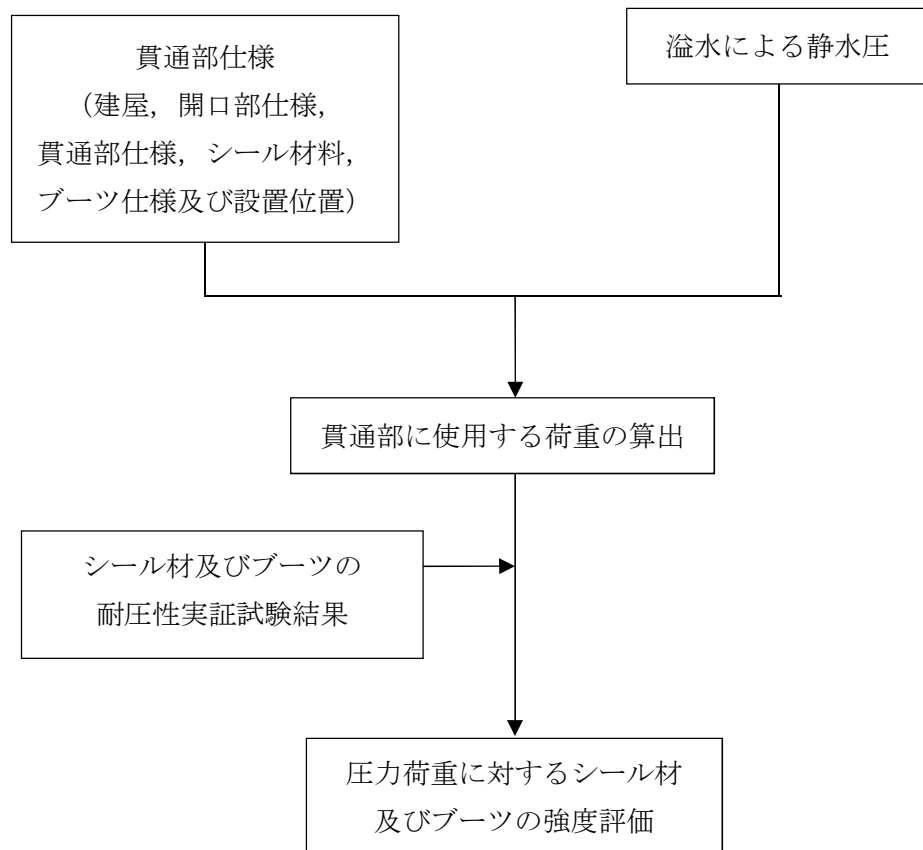 貫通部仕様
（建屋，開口部仕様，
貫通部仕様，シール材料，
ブーツ仕様及び設置位置）
溢水による静水圧
貫通部に使用する荷重の算出
シール材及びブーツの
耐圧性実証試験結果
圧力荷重に対するシール材
及びブーツの強度評価